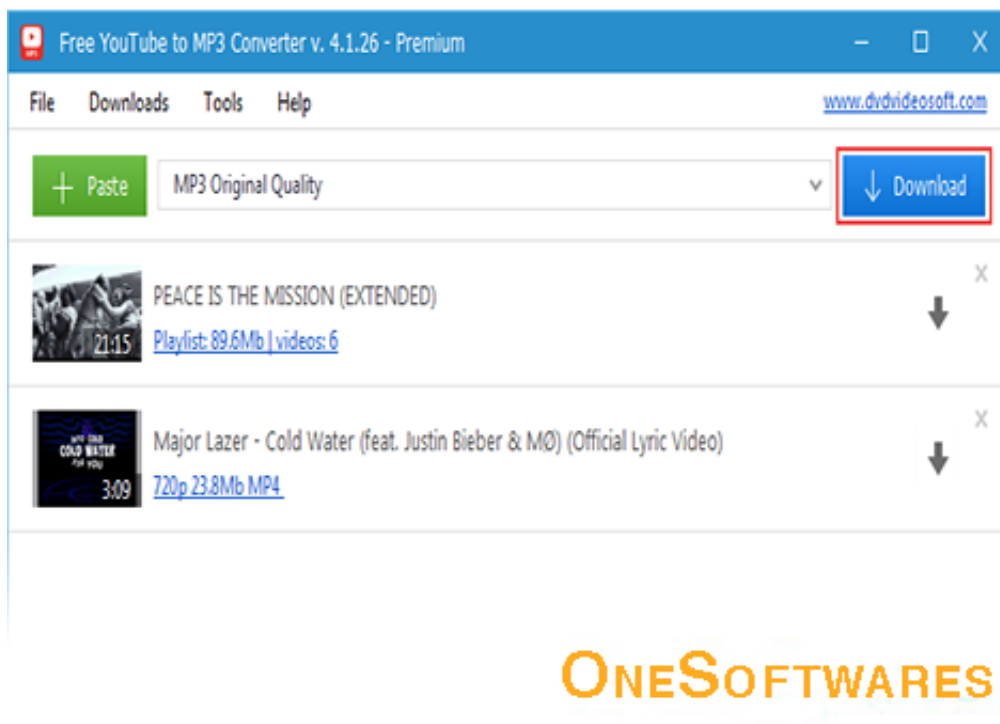 Free YouTube to MP3 Converter v. 4.1.26 - Premium
File Downloads Tools Help www.dvdvideosoft.com
+ Paste MP3 Original Quality Download
PEACE IS THE MISSION (EXTENDED)
21:15 Playlist: 89.6Mb | videos: 6
Major Lazer - Cold Water (feat. Justin Bieber & MØ) (Official Lyric Video)
COLD WATER
FOR YOU
3:09 720p 23.8Mb MP4
ONESOFTWARES